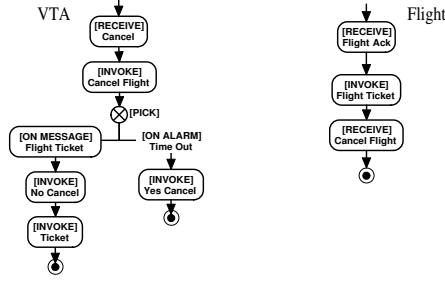 VTA
[RECEIVE]
Cancel
[INVOKE]
Cancel Flight
[PICK]
[ON MESSAGE]
Flight Ticket
[ON ALARM]
Time Out
[INVOKE]
No Cancel
[INVOKE]
Yes Cancel
[INVOKE]
Ticket
Flight
[RECEIVE]
Flight Ack
[INVOKE]
Flight Ticket
[RECEIVE]
Cancel Flight